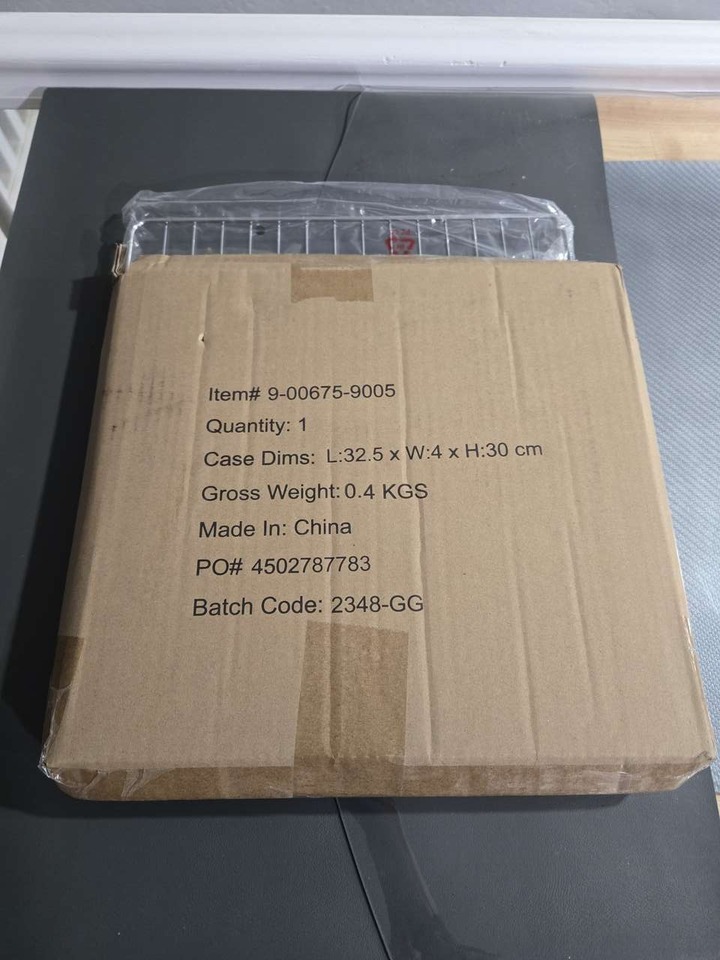 Item# 9-00675-9005
Quantity: 1
Case Dims: L:32.5 x W:4 x H:30 cm
Gross Weight: 0.4 KGS
Made In: China
PO# 4502787783
Batch Code: 2348-GG